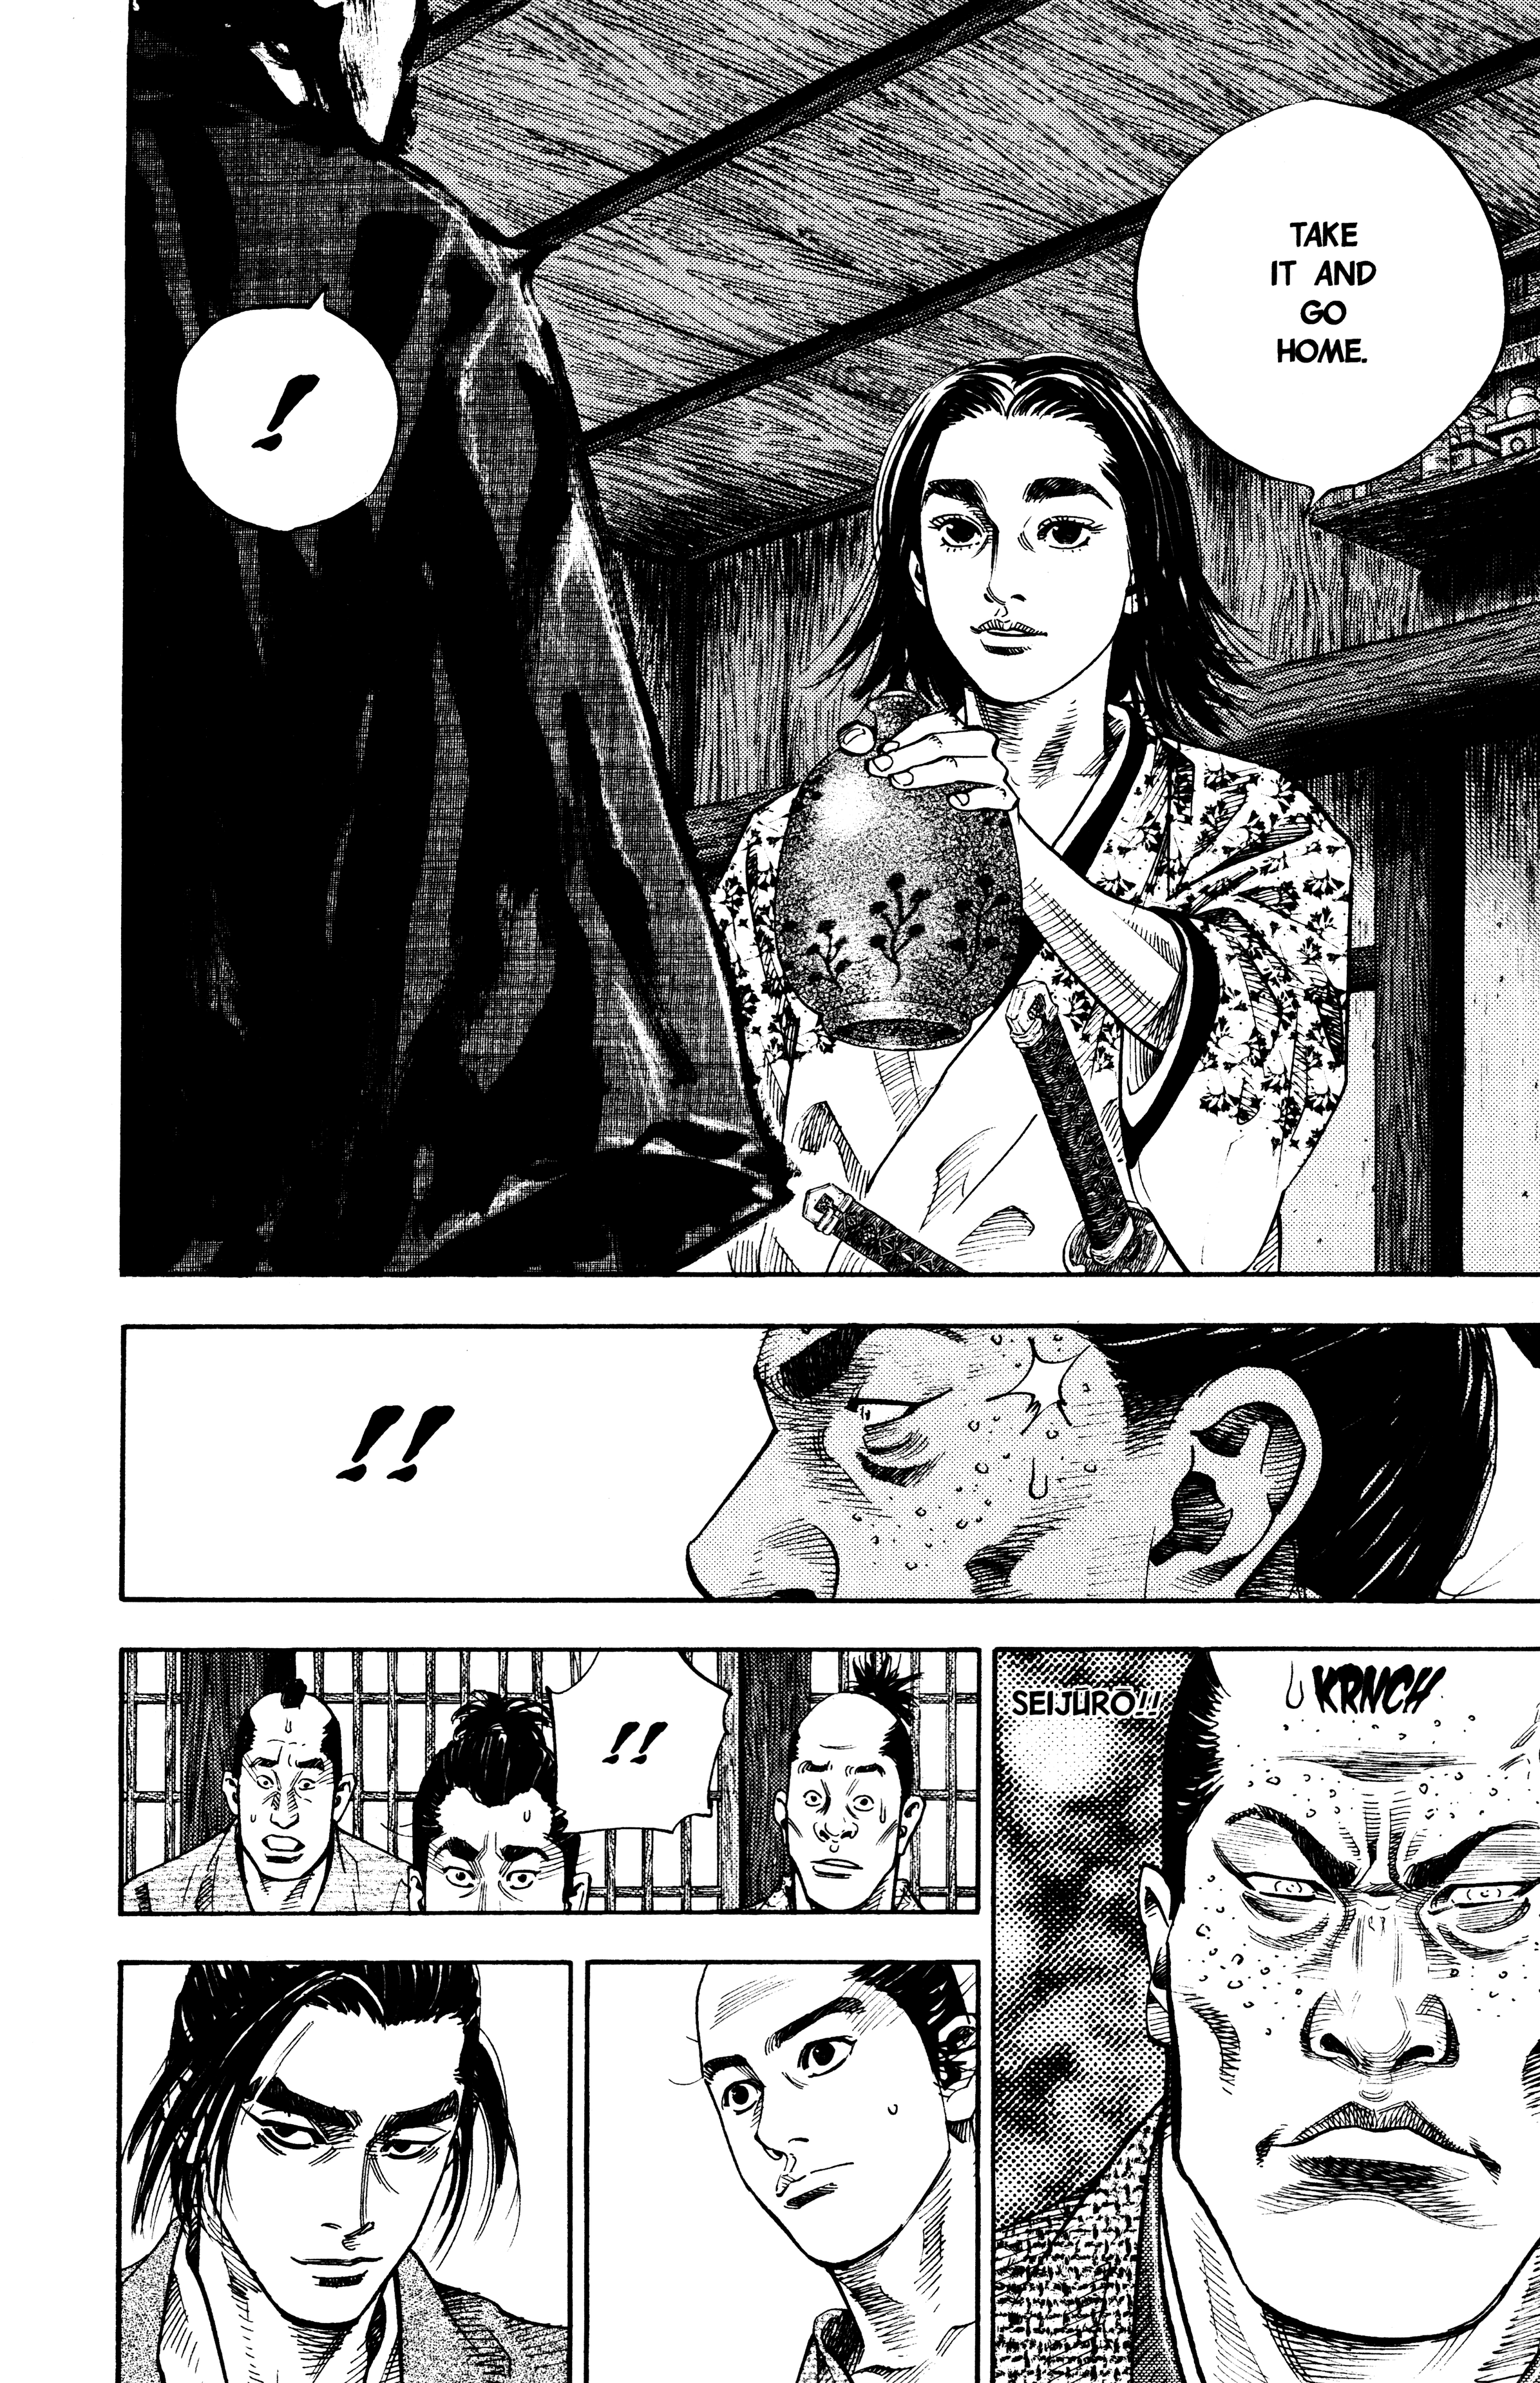 TAKE
IT AND
GO
HOME.
!
!!
KRNCH
SEIJŪRŌ!!
!!